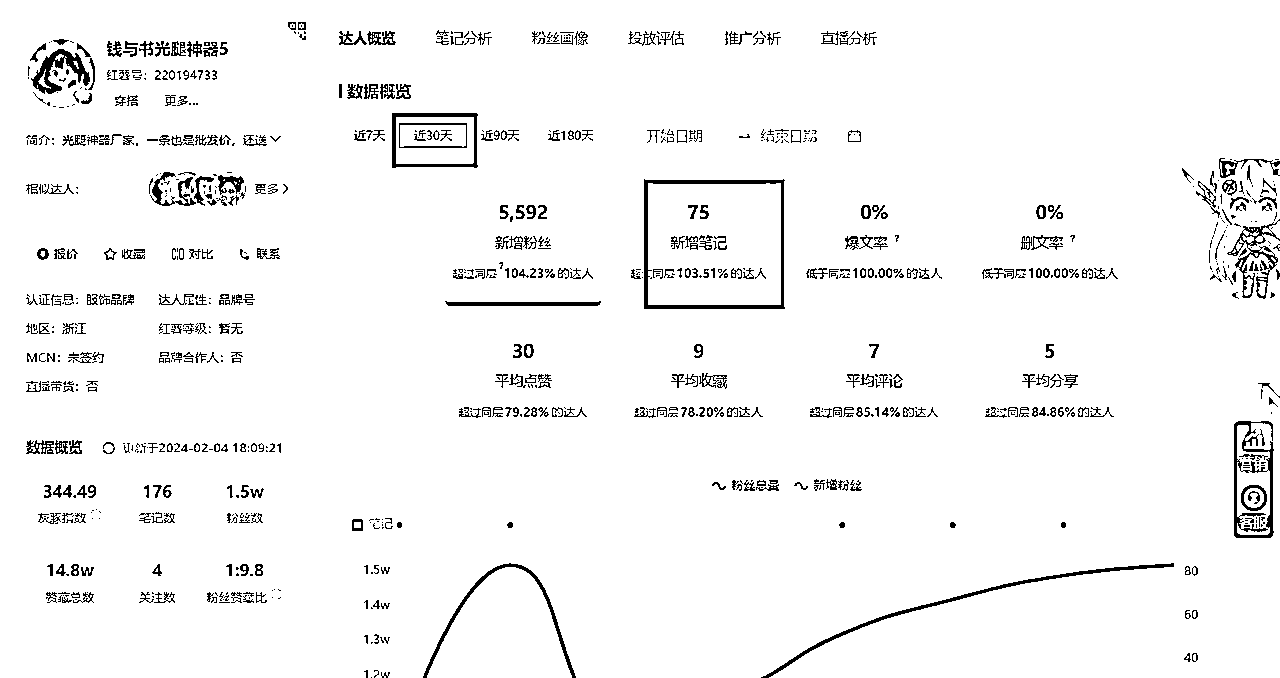 钱与书光腿神器5
红薯号：220194733
穿搭 更多...
简介：光腿神器厂家，一条也是批发价，还送
相似达人： 更多
报价 收藏 对比 联系
认证信息：服饰品牌 达人属性：品牌号
地区：浙江 红薯等级：暂无
MCN：未签约 品牌合作人：否
直播带货：否
数据概览 更新于2024-02-04 18:09:21
344.49 176 1.5w
灰豚指数 笔记数 粉丝数
14.8w 4 1:9.8
赞藏总数 关注数 粉丝赞藏比
达人概览 笔记分析 粉丝画像 投放评估 推广分析 直播分析
数据概览
近7天 近30天 近90天 近180天 开始日期 → 结束日期
5,592 75 0% 0%
新增粉丝 新增笔记 爆文率 ? 删文率 ?
超过同层?104.23% 的达人 超过同层103.51% 的达人 低于同层100.00% 的达人 低于同层100.00% 的达人
30 9 7 5
平均点赞 平均收藏 平均评论 平均分享
超过同层79.28% 的达人 超过同层78.20% 的达人 超过同层85.14% 的达人 超过同层84.86% 的达人
粉丝总量 新增粉丝
笔记
1.5w 80
1.4w 60
1.3w
1.2w 40
营销
客服